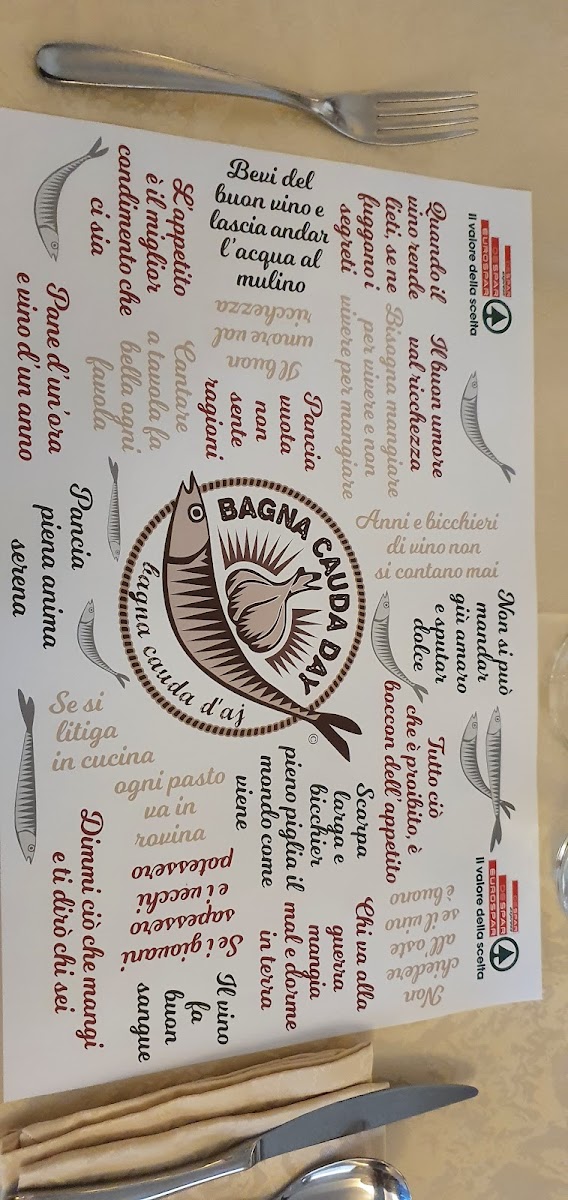 Bevi del
buon vino e
lascia andar
l'acqua al
mulino
L'appetito
è il miglior
condimento che
ci sia
Quado il
vino rende
lieti, se ne
fuggono i
segreti
DESPAR
DESPAR
EUROSPAR
Il valore della scelta
Pane d'un'ora
e vino d'un anno
Cantare
a tavola fa
bella ogni
favola
Il buon
umore val
ricchezza
Pancia
vuota
non
sente
ragioni
Bisogna mangiare
per vivere e non
vivere per mangiare
Il buon umore
val ricchezza
Anni e bicchieri
di vino non
si contano mai
Pancia
piena anima
serena
BAGNA CAUDA DAY
bagna cauda d'aj
©
Non si può
mandar
giù amaro
e sputar
dolce
Se si
litiga
in cucina
ogni pasto
va in
rovina
Tutto ciò
che è proibito, è
boccon dell'appetito
Scarpa
larga e
bicchier
pieno piglia il
mondo come
viene
Dimmi ciò che mangi
e ti dirò chi sei
Se i giovani
sapessero
e i vecchi
potessero
Il vino
fa
buon
sangue
Chi va alla
guerra
mangia
mal e dorme
in terra
Non
chiedere
all'oste
se il vino
è buono
DESPAR
DESPAR
EUROSPAR
Il valore della scelta